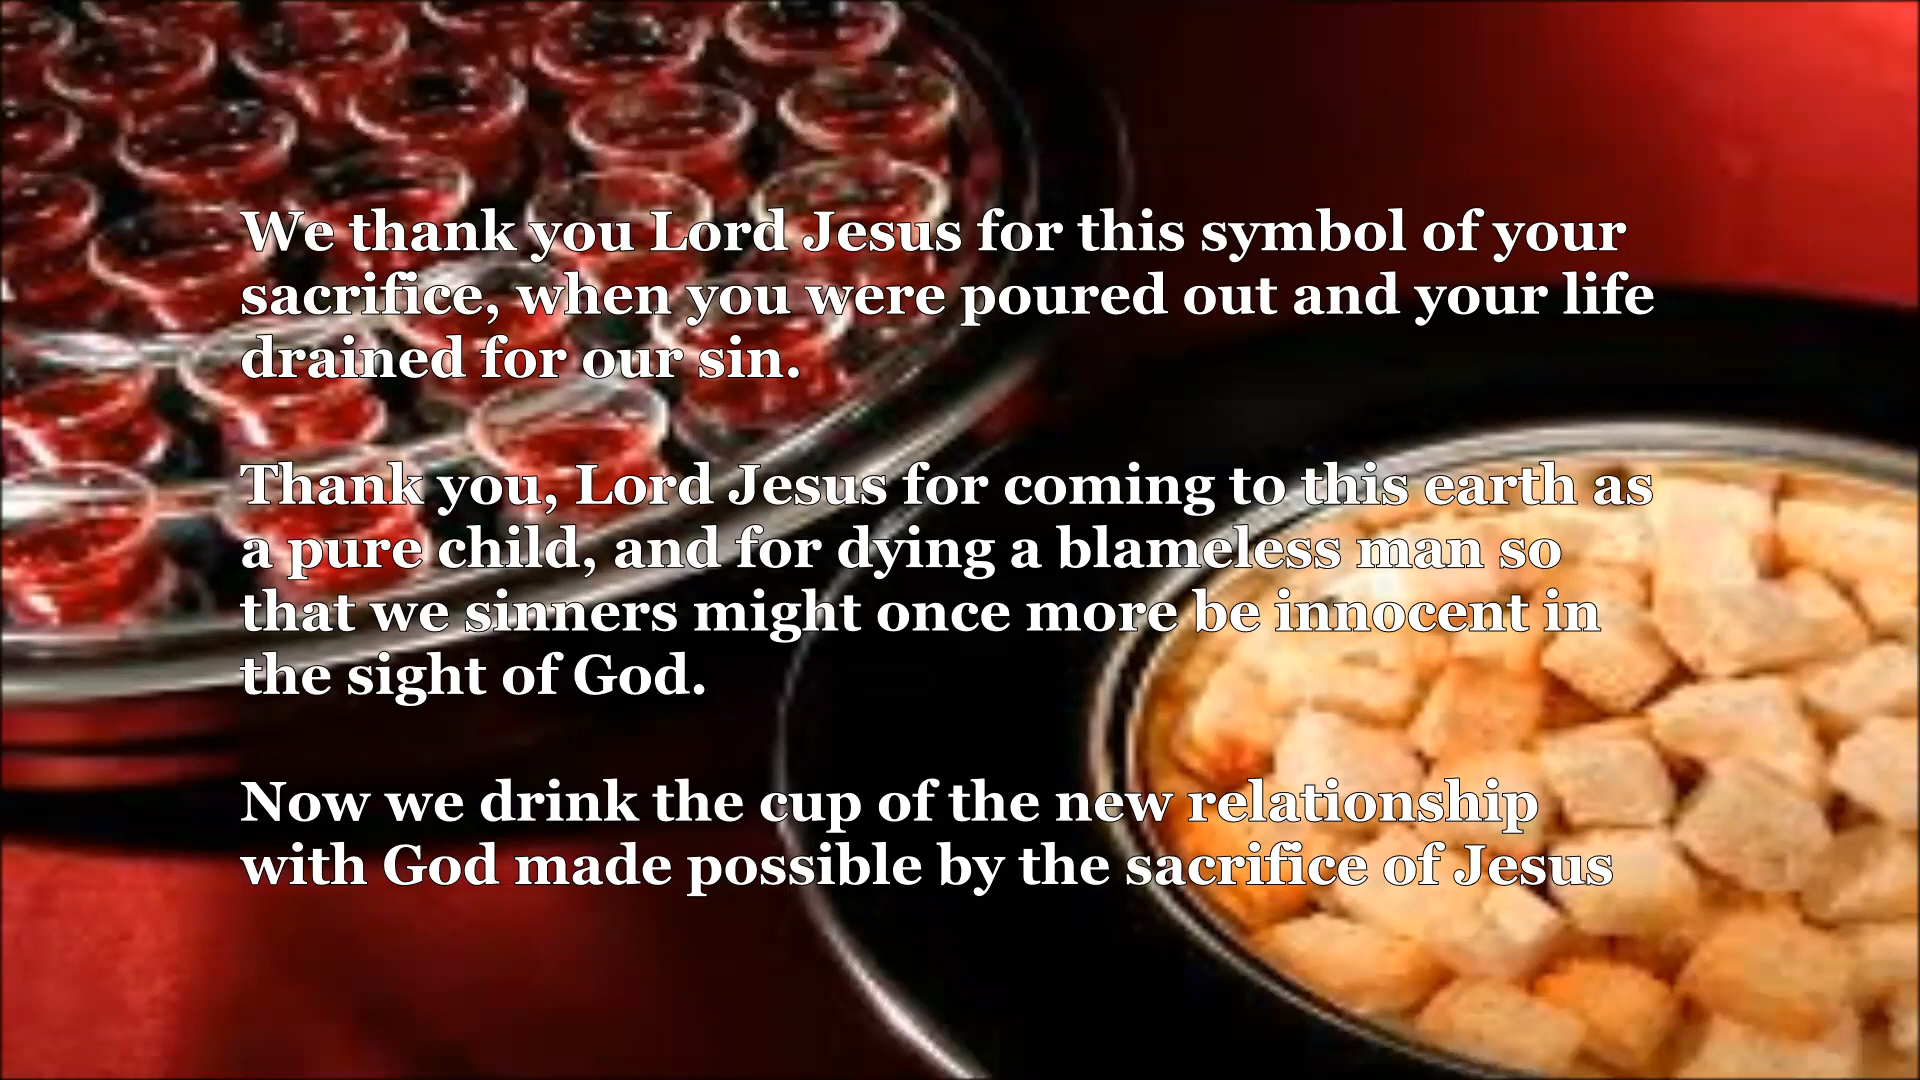 We thank you Lord Jesus for this symbol of your
sacrifice, when you were poured out and your life
drained for our sin.
Thank you, Lord Jesus for coming to this earth as
a pure child, and for dying a blameless man so
that we sinners might once more be innocent in
the sight of God.
Now we drink the cup of the new relationship
with God made possible by the sacrifice of Jesus